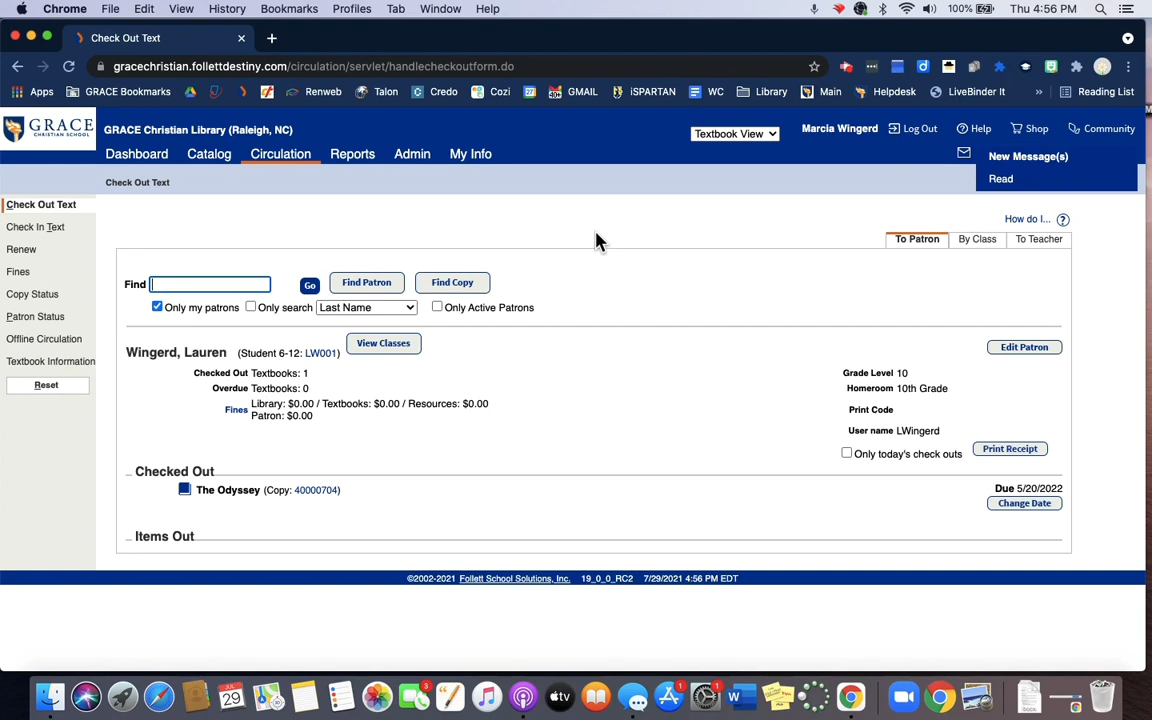 Chrome File Edit View History Bookmarks Profiles Tab Window Help 100% Thu 4:56 PM
Check Out Text
gracechristian.follettdestiny.com/circulation/servlet/handlecheckoutform.do
Apps GRACE Bookmarks Renweb Talon Credo Cozi 40+ GMAIL iSPARTAN WC Library Main Helpdesk LiveBinder It » Reading List
GRACE CHRISTIAN SCHOOL
GRACE Christian Library (Raleigh, NC) Textbook View Marcia Wingerd Log Out Help Shop Community
Dashboard Catalog Circulation Reports Admin My Info
New Message(s)
Read
Check Out Text
Check Out Text
Check In Text
Renew
Fines
Copy Status
Patron Status
Offline Circulation
Textbook Information
Reset
How do I... ?
To Patron By Class To Teacher
Find Go Find Patron Find Copy
Only my patrons Only search Last Name Only Active Patrons
Wingerd, Lauren (Student 6-12: LW001) View Classes Edit Patron
Checked Out Textbooks: 1 Grade Level 10
Overdue Textbooks: 0 Homeroom 10th Grade
Fines Library: $0.00 / Textbooks: $0.00 / Resources: $0.00
Patron: $0.00
Print Code
User name LWingerd
Only today's check outs Print Receipt
Checked Out
The Odyssey (Copy: 40000704) Due 5/20/2022
Change Date
Items Out
©2002-2021 Follett School Solutions, Inc. 19_0_0_RC2 7/29/2021 4:56 PM EDT